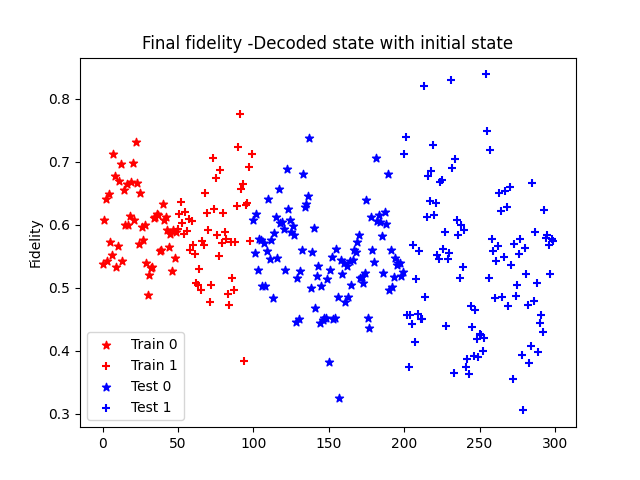 Final fidelity -Decoded state with initial state
Fidelity
0.8
0.7
0.6
0.5
0.4
0.3
Train 0
Train 1
Test 0
Test 1
0 50 100 150 200 250 300